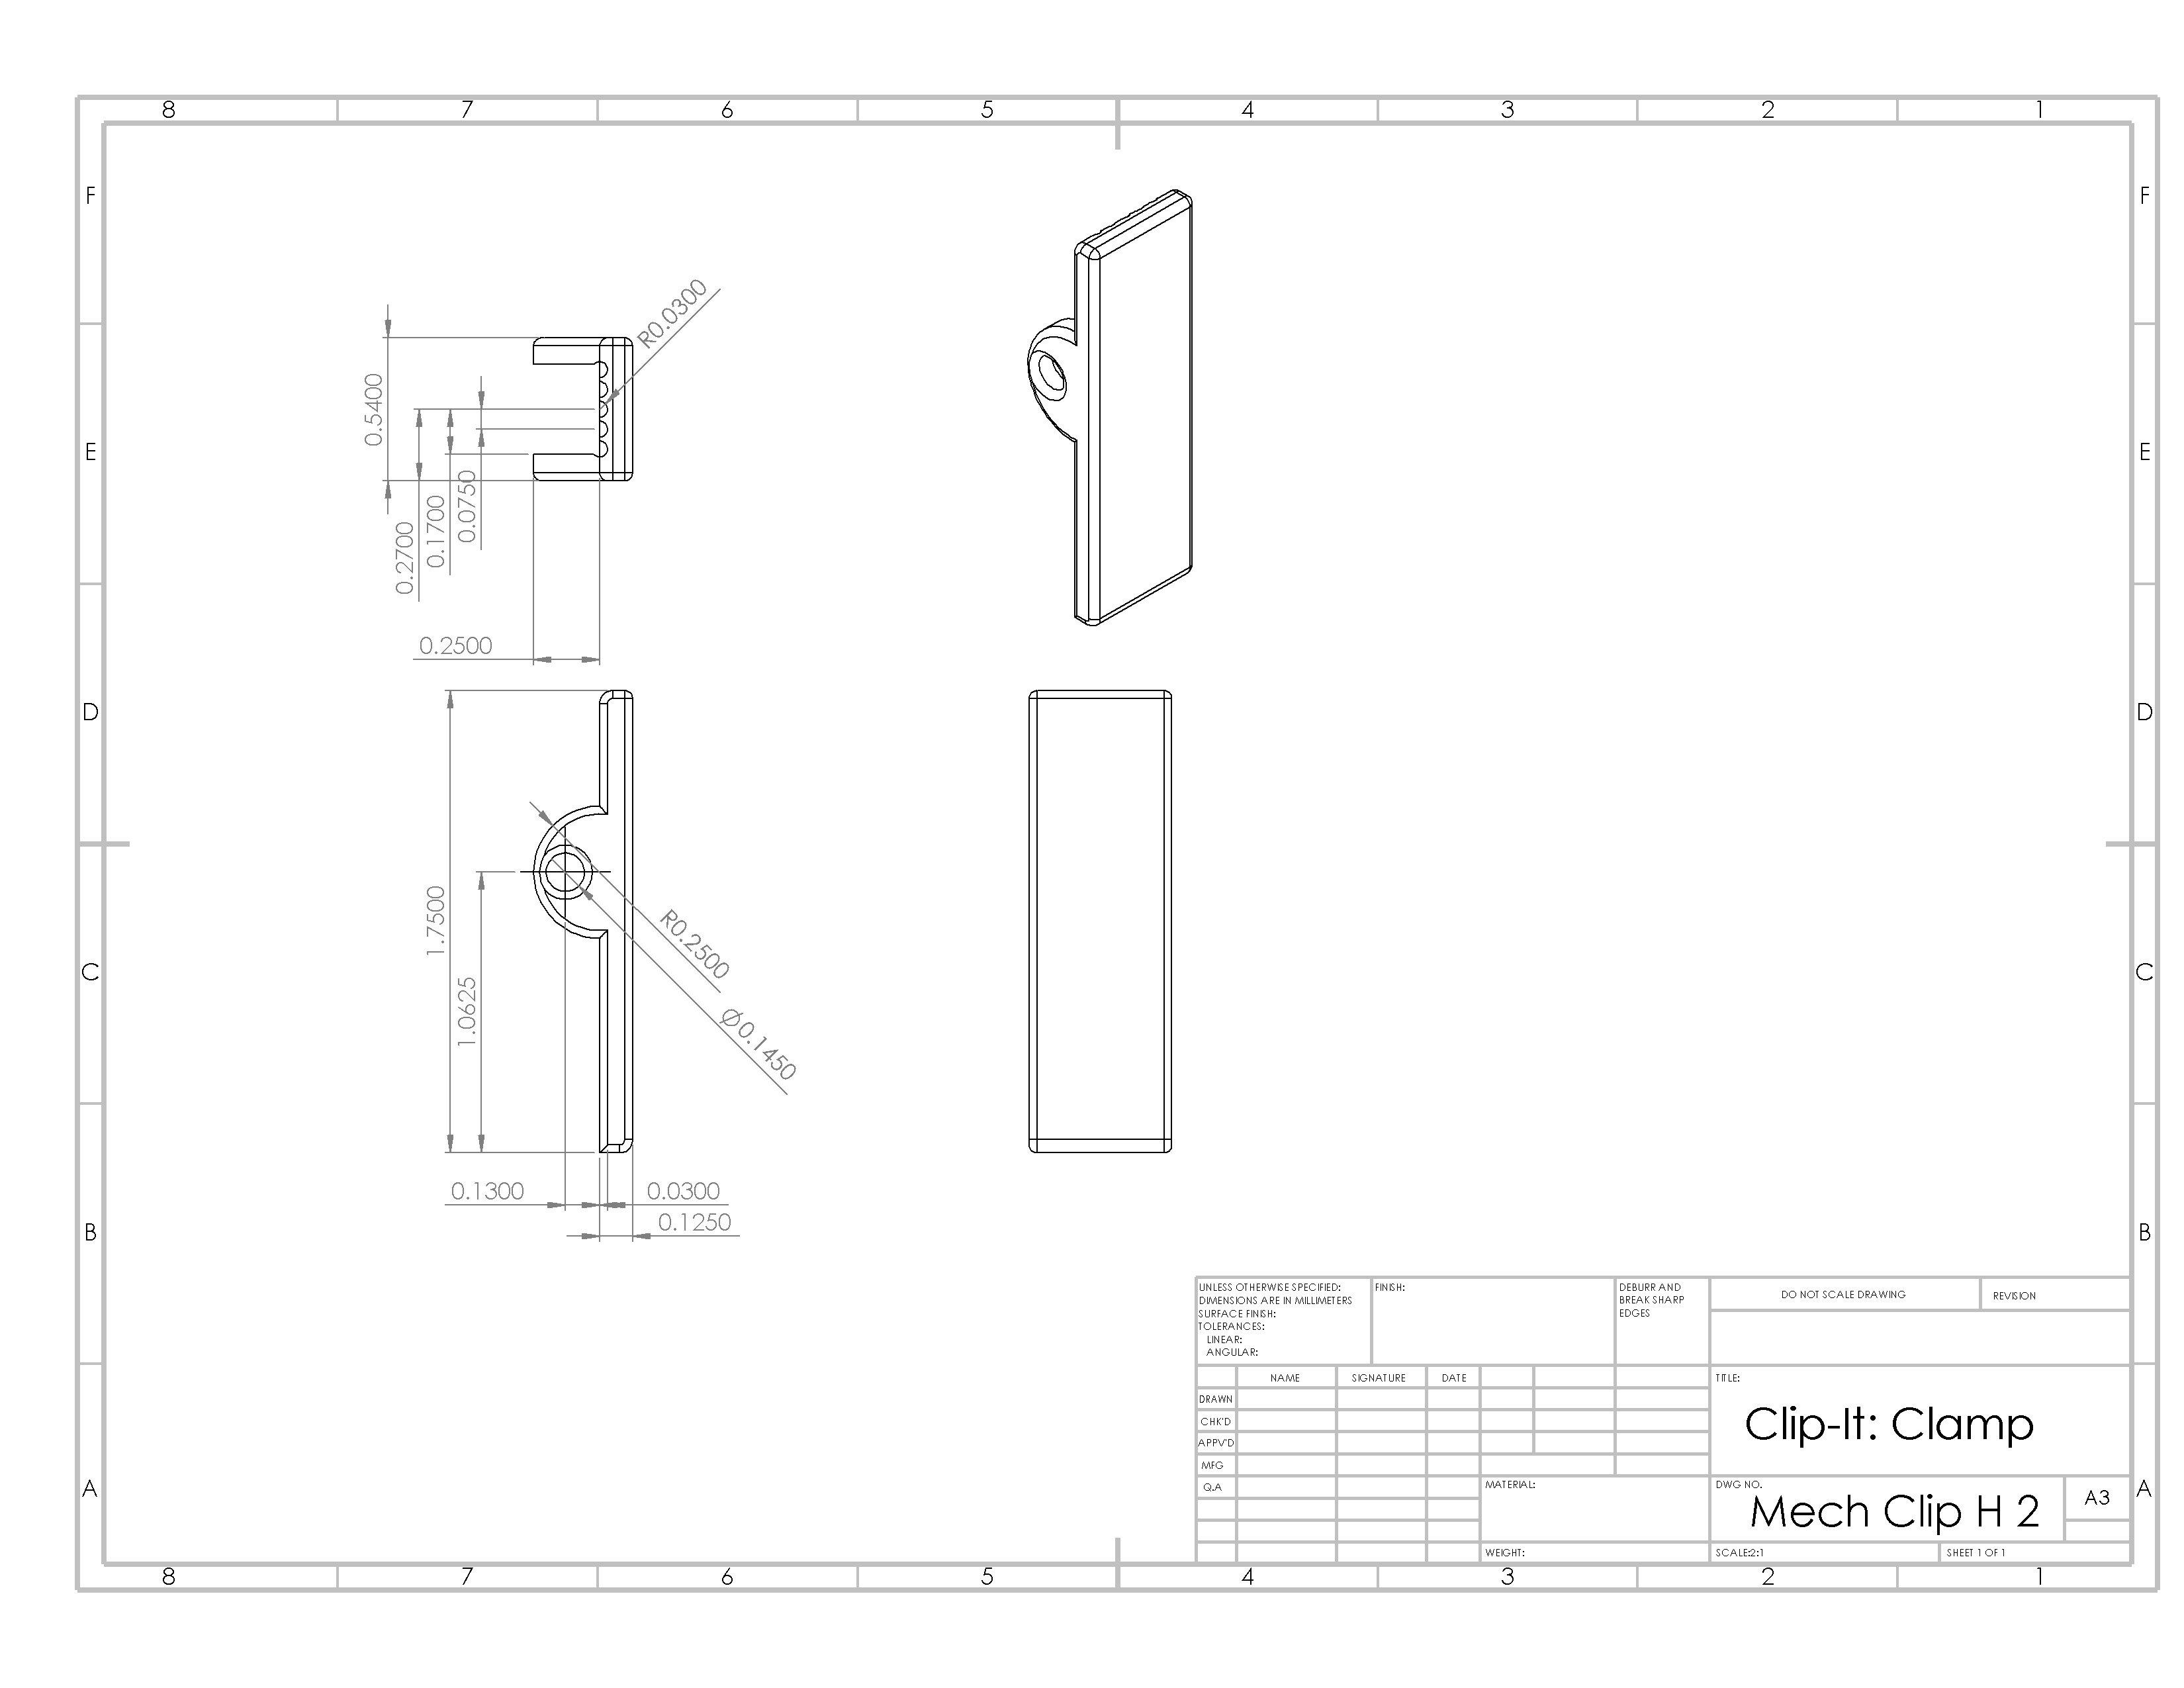 8 7 6 5 4 3 2 1
F F
R0.0300
0.5400
E E
0.2700
0.1700
0.0750
0.2500
D D
1.7500
1.0625
R0.2500
Ø0.1450
C C
0.1300
0.0300
0.1250
B B
UNLESS OTHERWISE SPECIFIED:
DIMENSIONS ARE IN MILLIMETERS
SURFACE FINISH:
TOLERANCES:
LINEAR:
ANGULAR:
FINISH:
DEBURR AND
BREAK SHARP
EDGES
DO NOT SCALE DRAWING
REVISION
NAME SIGNATURE DATE
DRAWN
CHK'D
APPV'D
MFG
Q.A
TITLE:
Clip-It: Clamp
MATERIAL:
DWG NO.
Mech Clip H 2
A3
WEIGHT:
SCALE:2:1
SHEET 1 OF 1
A A
8 7 6 5 4 3 2 1